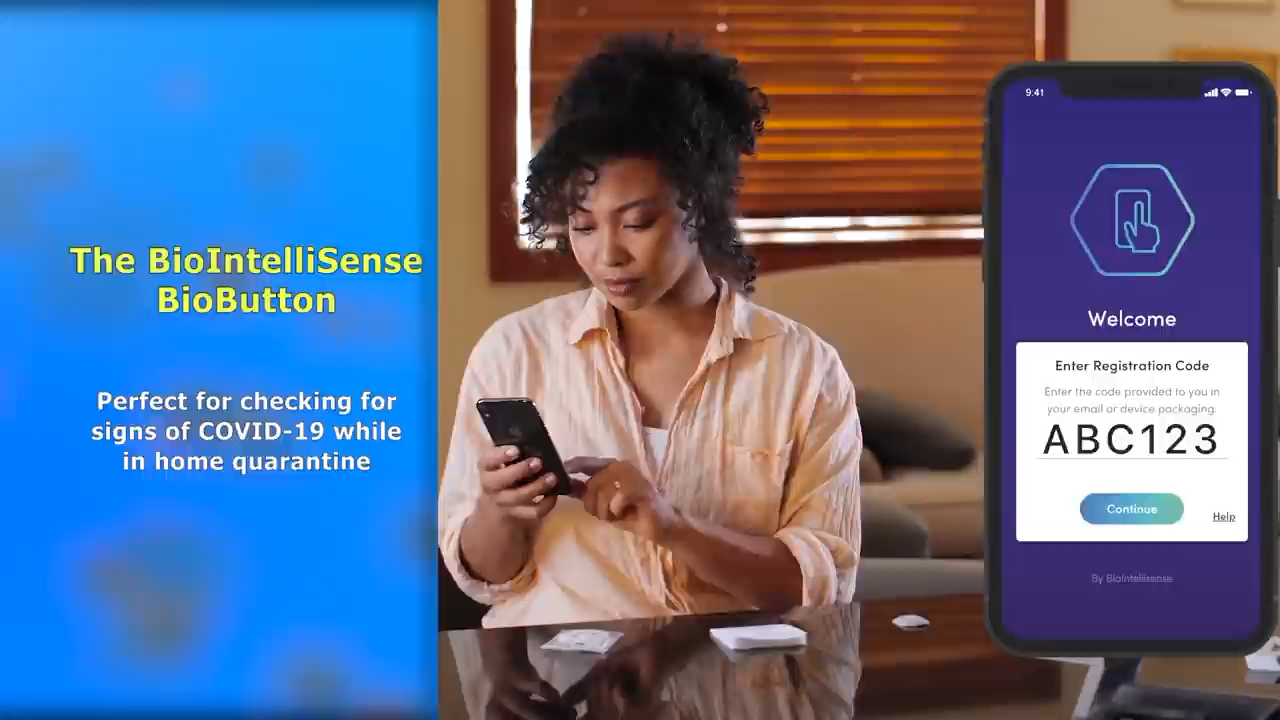 The BioIntelliSense
BioButton
Perfect for checking for
signs of COVID-19 while
in home quarantine
9:41
Welcome
Enter Registration Code
Enter the code provided to you in
your email or device packaging.
ABC123
Continue
Help
By BioIntellisense